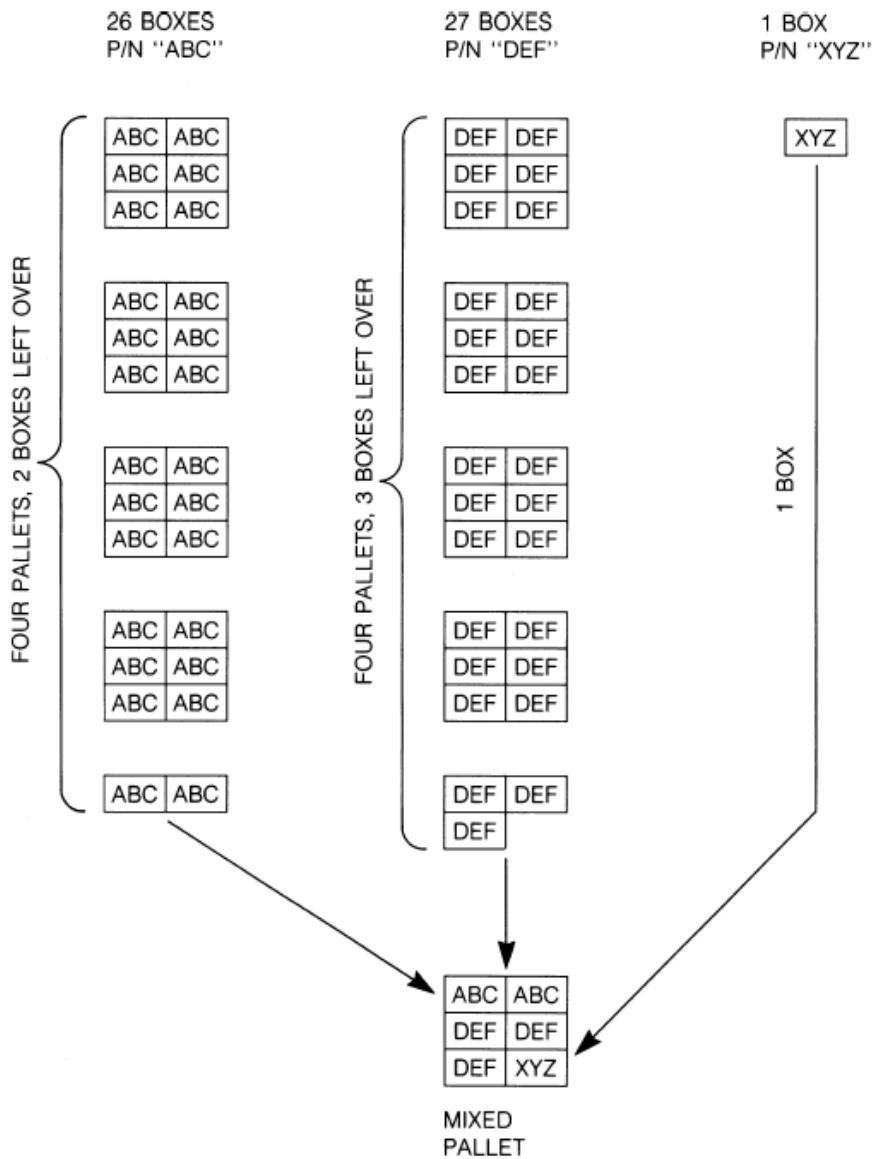 26 BOXES
P/N "ABC"
27 BOXES
P/N "DEF"
1 BOX
P/N "XYZ"
FOUR PALLETS, 2 BOXES LEFT OVER
ABC ABC
ABC ABC
ABC ABC
ABC ABC
ABC ABC
ABC ABC
ABC ABC
ABC ABC
ABC ABC
ABC ABC
ABC ABC
ABC ABC
ABC ABC
FOUR PALLETS, 3 BOXES LEFT OVER
DEF DEF
DEF DEF
DEF DEF
DEF DEF
DEF DEF
DEF DEF
DEF DEF
DEF DEF
DEF DEF
DEF DEF
DEF DEF
DEF DEF
DEF DEF
DEF
XYZ
1 BOX
ABC ABC
DEF DEF
DEF XYZ
MIXED
PALLET